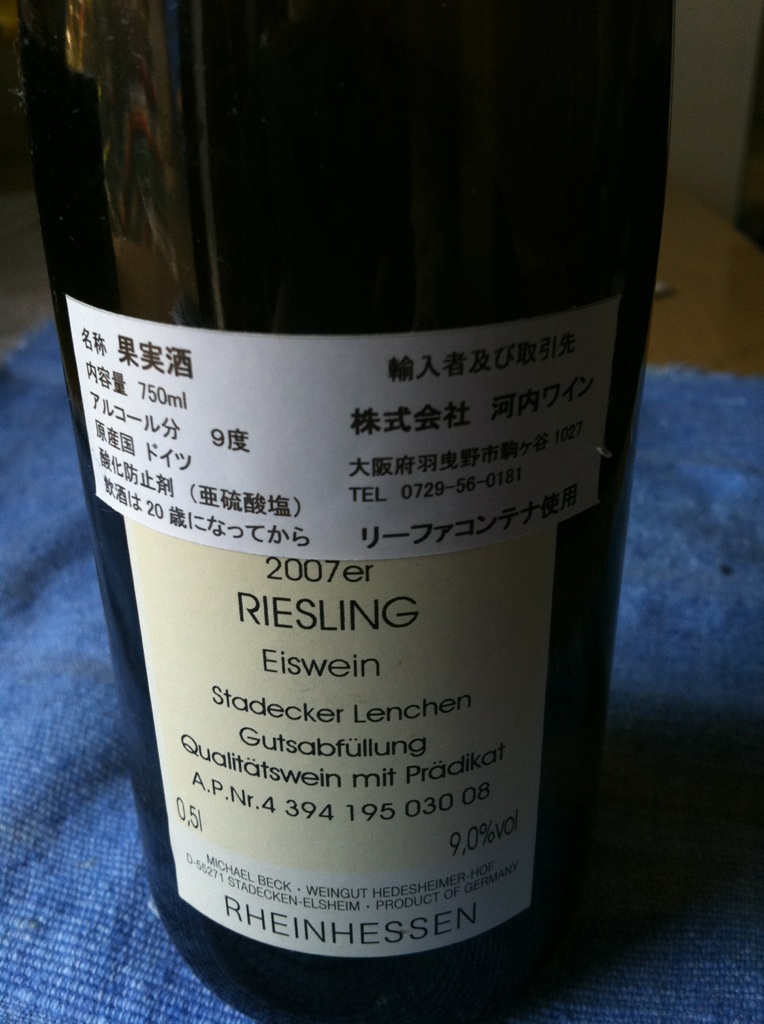 名称 果実酒
内容量 750ml
アルコール分 9度
原産国 ドイツ
酸化防止剤 (亜硫酸塩)
飲酒は20歳になってから
輸入者及び取引先
株式会社 河内ワイン
大阪府羽曳野市駒ヶ谷 1027
TEL 0729-56-0181
リーファコンテナ使用
2007er
RIESLING
Eiswein
Stadecker Lenchen
Gutsabfüllung
Qualitätswein mit Prädikat
A.P.Nr.4 394 195 030 08
0,5l 9,0%vol
MICHAEL BECK · WEINGUT HEDESHEIMER-HOF
D-55271 STADECKEN-ELSHEIM · PRODUCT OF GERMANY
RHEINHESSEN